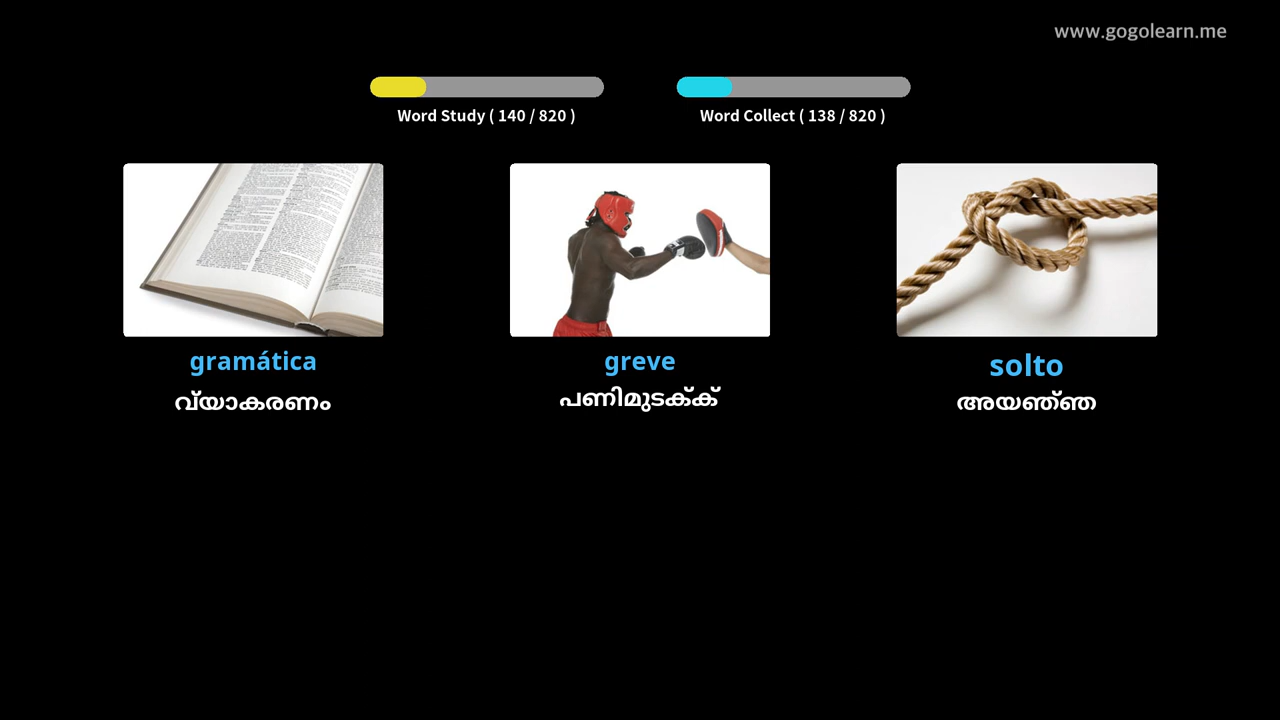 www.gogolearn.me
Word Study ( 140 / 820 )
Word Collect ( 138 / 820 )
gramática
greve
solto
വ്യാകരണം
പണിമുടക്ക്
അയഞ്ഞ